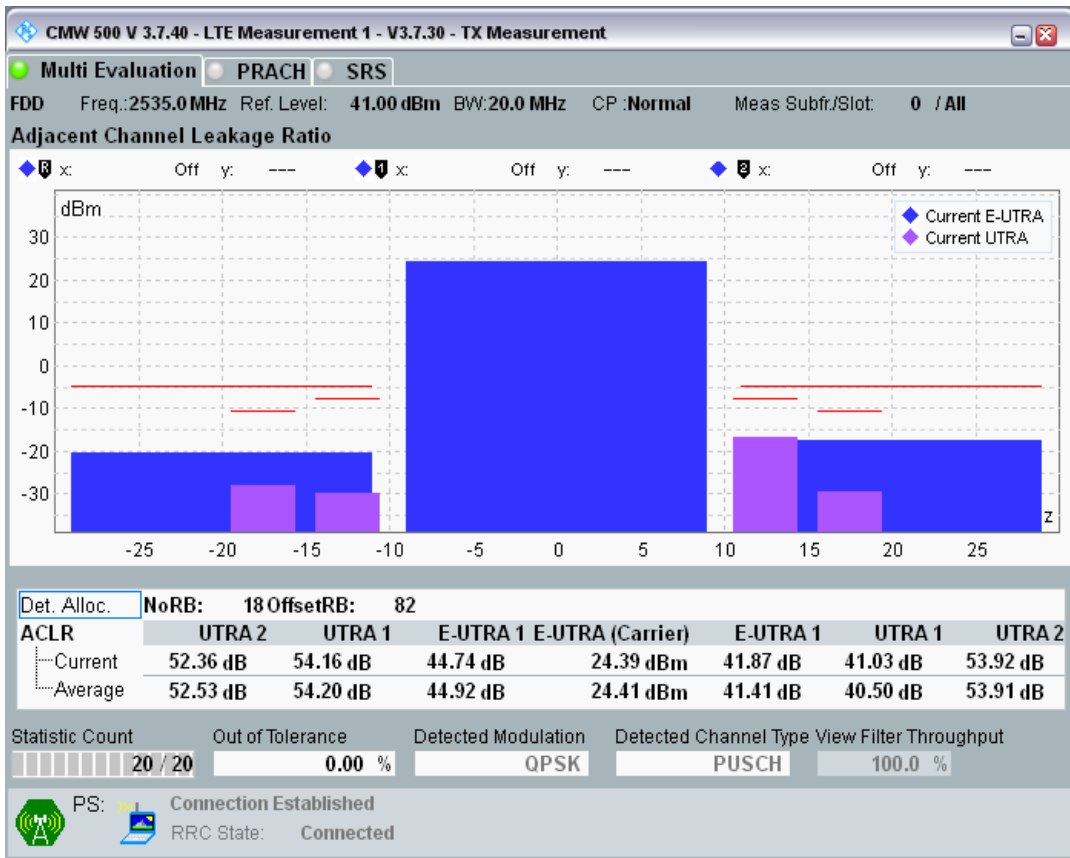 CMW 500 V 3.7.40 - LTE Measurement 1 - V3.7.30 - TX Measurement
Multi Evaluation PRACH SRS
FDD Freq.:2535.0 MHz Ref. Level: 41.00 dBm BW:20.0 MHz CP :Normal Meas Subfr./Slot: 0 / All
Adjacent Channel Leakage Ratio
R x: Off y: --- 1 x: Off y: --- 2 x: Off y: ---
dBm
Current E-UTRA
Current UTRA
30
20
10
0
-10
-20
-30
z
-25 -20 -15 -10 -5 0 5 10 15 20 25
Det. Alloc. NoRB: 18 OffsetRB: 82
ACLR UTRA 2 UTRA 1 E-UTRA 1 E-UTRA (Carrier) E-UTRA 1 UTRA 1 UTRA 2
Current 52.36 dB 54.16 dB 44.74 dB 24.39 dBm 41.87 dB 41.03 dB 53.92 dB
Average 52.53 dB 54.20 dB 44.92 dB 24.41 dBm 41.41 dB 40.50 dB 53.91 dB
Statistic Count Out of Tolerance Detected Modulation Detected Channel Type View Filter Throughput
20 / 20 0.00 % QPSK PUSCH 100.0 %
PS: Connection Established
RRC State: Connected